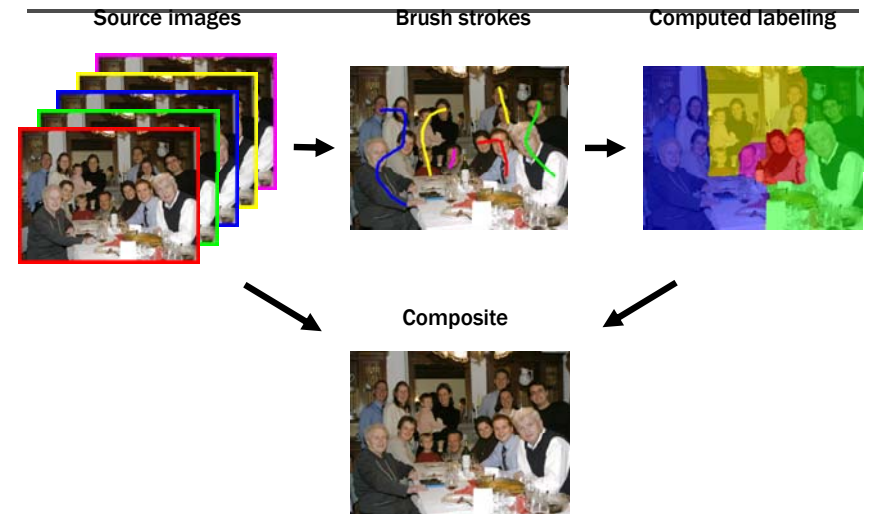 Source images
Brush strokes
Computed labeling
Composite